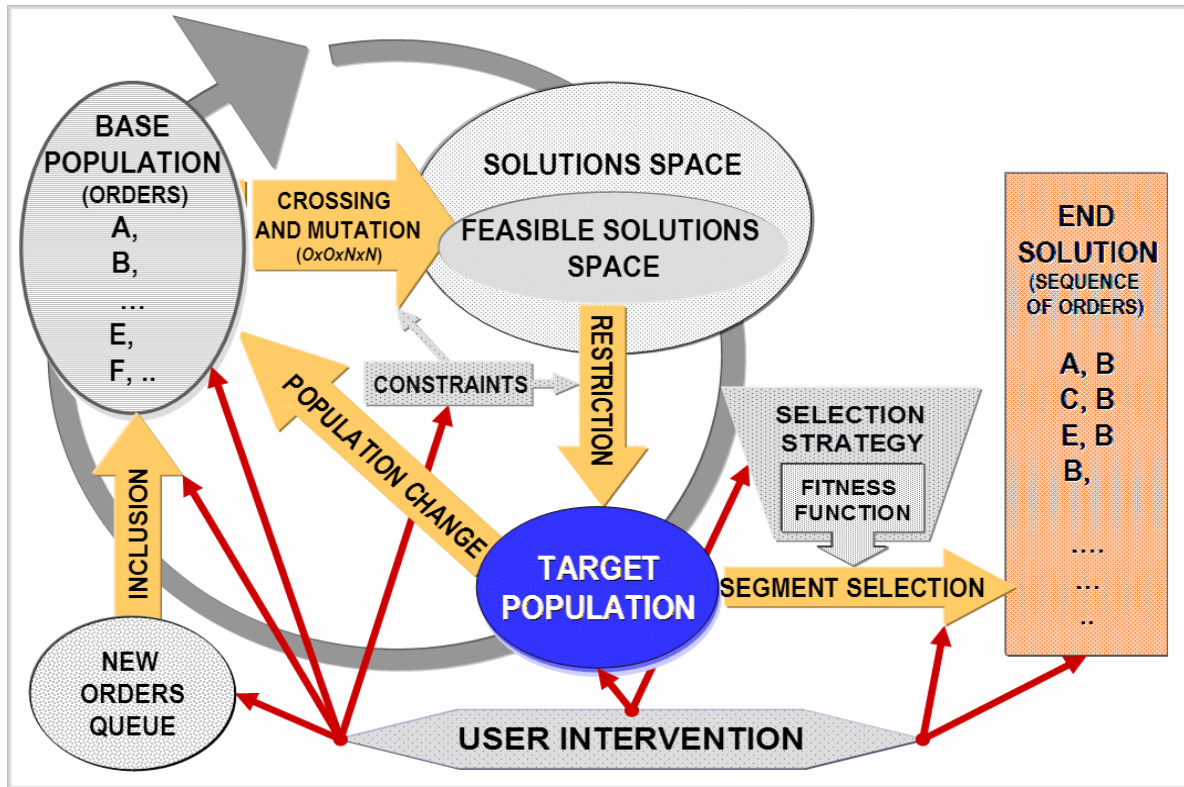 BASE
POPULATION
(ORDERS)
A,
B,
...
E,
F, ..
CROSSING
AND MUTATION
(OxOxNxN)
SOLUTIONS SPACE
FEASIBLE SOLUTIONS
SPACE
RESTRICTION
CONSTRAINTS
POPULATION CHANGE
INCLUSION
NEW
ORDERS
QUEUE
TARGET
POPULATION
SELECTION
STRATEGY
FITNESS
FUNCTION
SEGMENT SELECTION
END
SOLUTION
(SEQUENCE
OF ORDERS)
A, B
C, B
E, B
B,
....
...
..
USER INTERVENTION